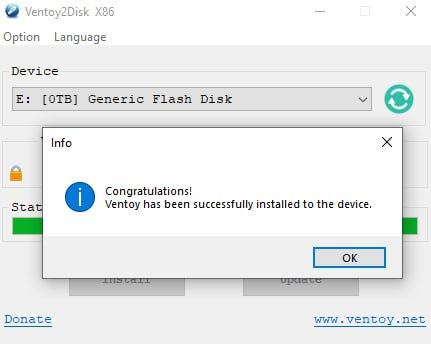 Ventoy2Disk X86
Option Language
Device
E: [0TB] Generic Flash Disk
Info
Congratulations!
Ventoy has been successfully installed to the device.
OK
Stat
Install Update
Donate www.ventoy.net